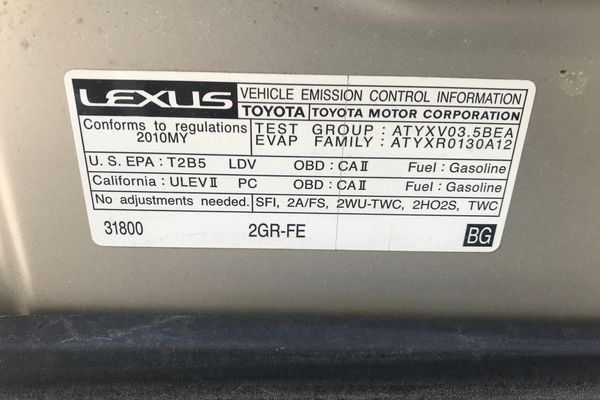 LEXUS VEHICLE EMISSION CONTROL INFORMATION
TOYOTA TOYOTA MOTOR CORPORATION
Conforms to regulations
2010MY
TEST GROUP : ATYXV03.5BEA
EVAP FAMILY : ATYXR0130A12
U. S. EPA : T2B5 LDV OBD : CAⅡ Fuel : Gasoline
California : ULEVⅡ PC OBD : CAⅡ Fuel : Gasoline
No adjustments needed. SFI, 2A/FS, 2WU-TWC, 2HO2S, TWC
31800 2GR-FE BG